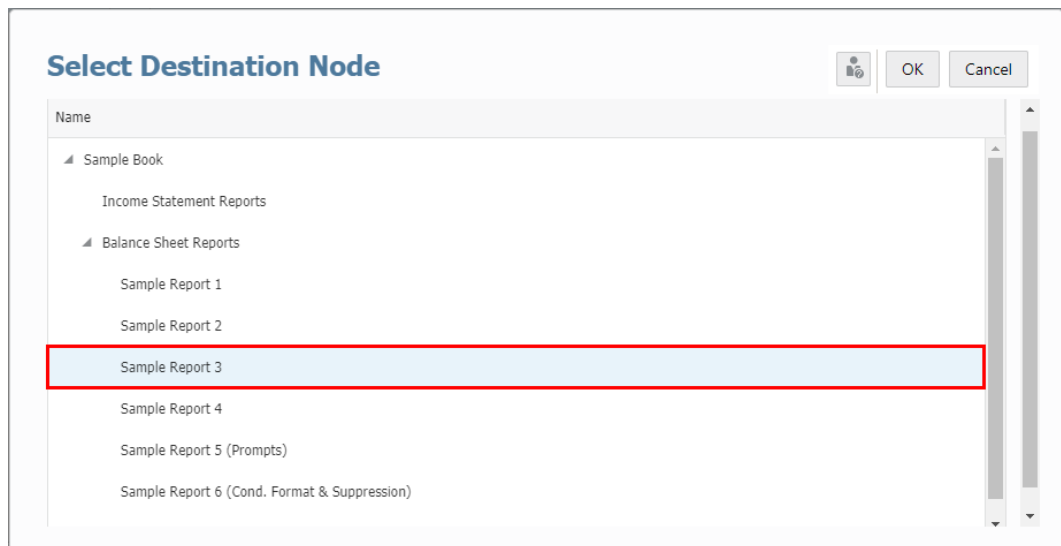 Select Destination Node
OK
Cancel
Name
Sample Book
Income Statement Reports
Balance Sheet Reports
Sample Report 1
Sample Report 2
Sample Report 3
Sample Report 4
Sample Report 5 (Prompts)
Sample Report 6 (Cond. Format & Suppression)